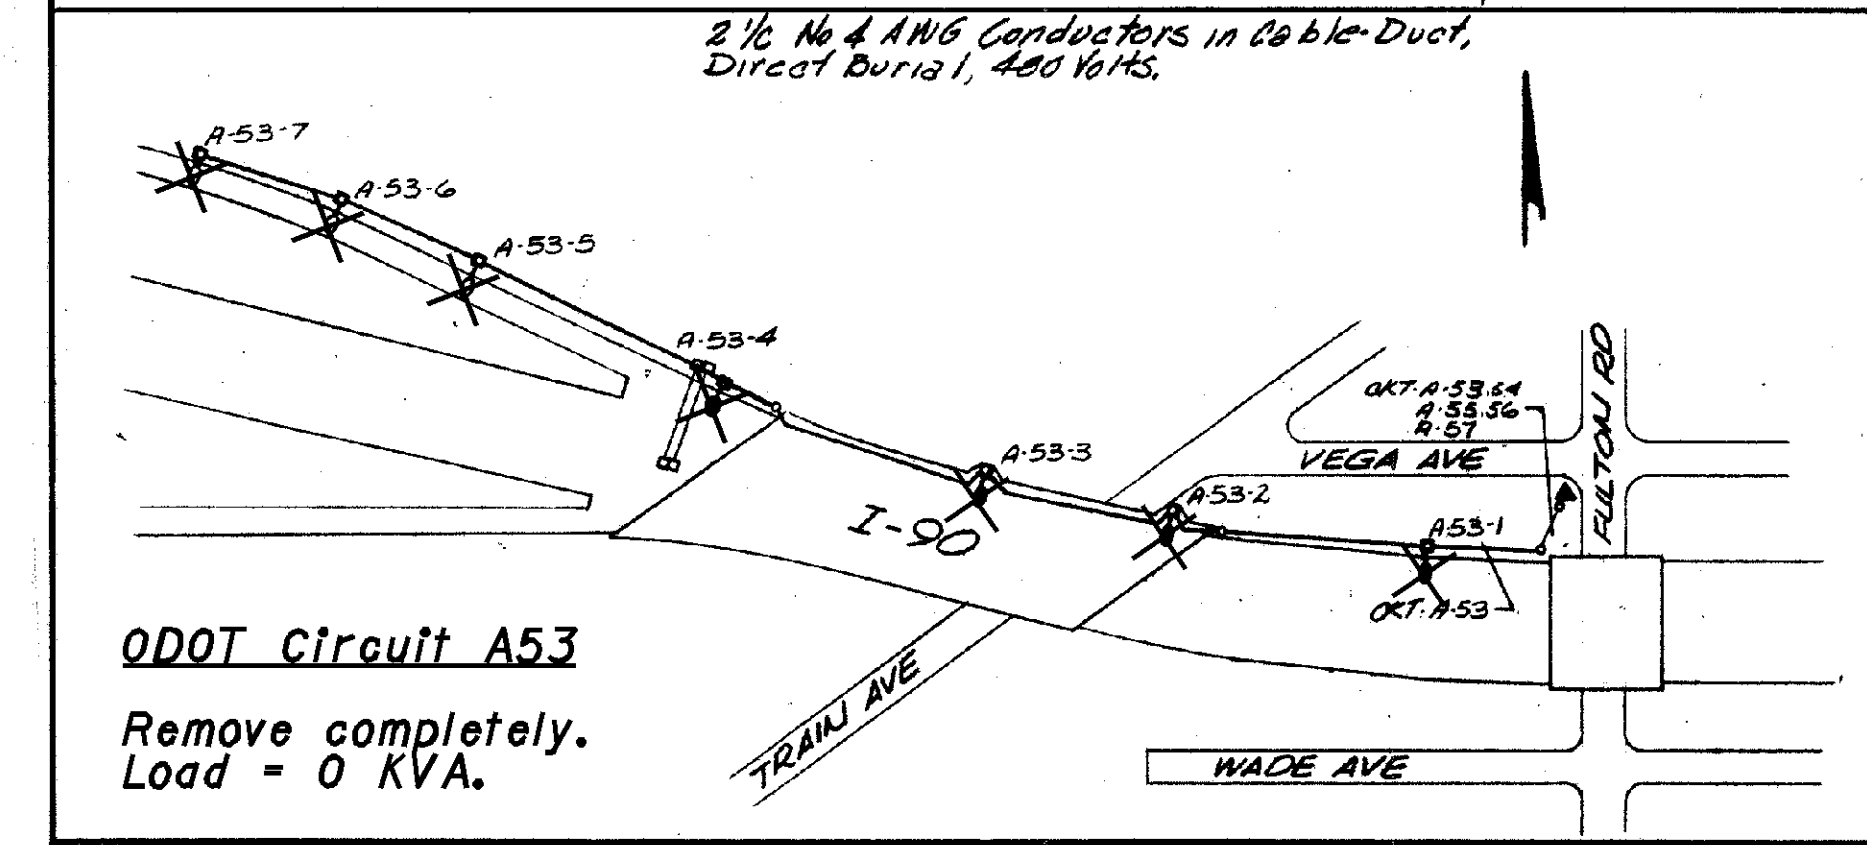 2 1/c No 4 AWG Conductors in Cable-Duct,
Direct Burial, 480 Volts.
A-53-7
A-53-6
A-53-5
A-53-4
A-53-3
A-53-2
A53-1
CKT. A-53,54
A-55,56
A-57
CKT. A-53
VEGA AVE
FULTON RD
I-90
TRAIN AVE
WADE AVE
ODOT Circuit A53
Remove completely.
Load = 0 KVA.